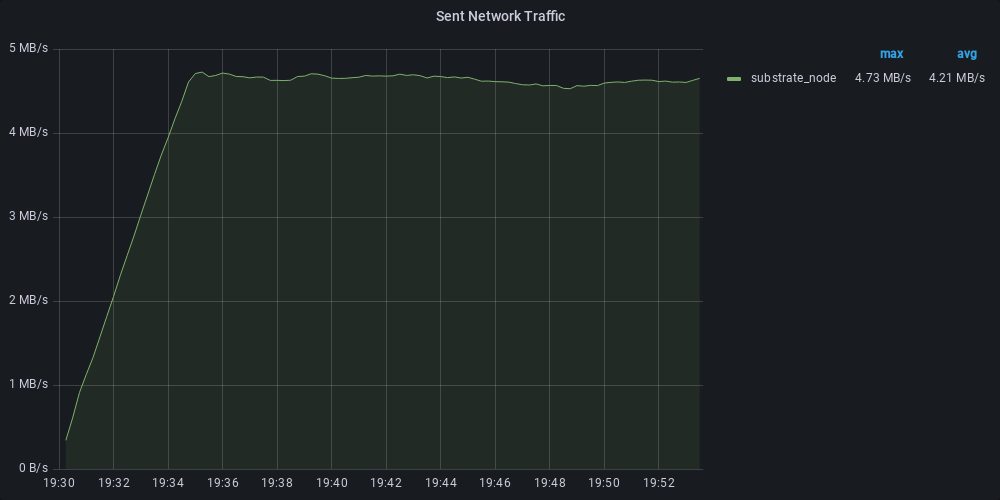 Sent Network Traffic
5 MB/s
4 MB/s
3 MB/s
2 MB/s
1 MB/s
0 B/s
19:30 19:32 19:34 19:36 19:38 19:40 19:42 19:44 19:46 19:48 19:50 19:52
max avg
substrate_node 4.73 MB/s 4.21 MB/s